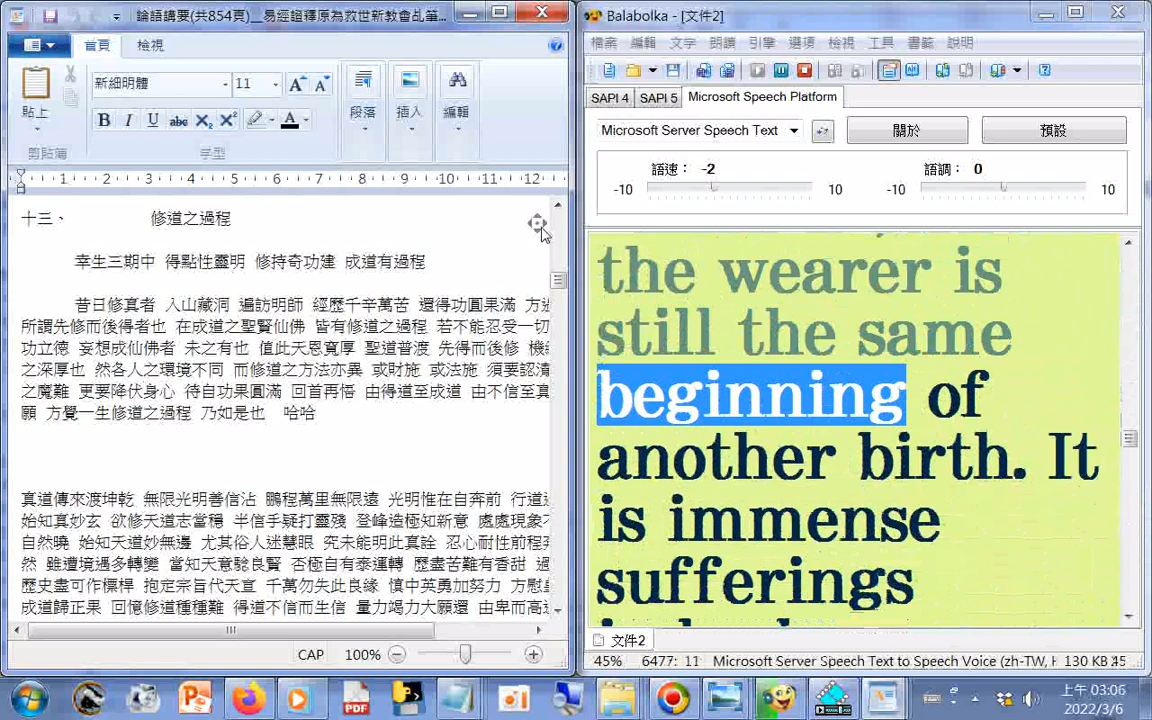 論語講要(共854頁)__易經證釋原為救世新教會乩筆...
首頁 檢視
新細明體 11
貼上
段落 插入 編輯
剪貼簿 字型
1 2 3 4 5 6 7 8 9 10 11 12
十三、 修道之過程
幸生三期中 得點性靈明 修持奇功建 成道有過程
昔日修真者 入山藏洞 遍訪明師 經歷千辛萬苦 還得功圓果滿 方
所謂先修而後得者也 在成道之聖賢仙佛 皆有修道之過程 若不能忍受一切
功立德 妄想成仙佛者 未之有也 值此天恩寬厚 聖道普渡 先得而後修 機
之深厚也 然各人之環境不同 而修道之方法亦異 或財施 或法施 須要認清
之魔難 更要降伏身心 待自功果圓滿 回首再悟 由得道至成道 由不信至真
願 方覺一生修道之過程 乃如是也 哈哈
真道傳來渡坤乾 無限光明善信沾 鵬程萬里無限遠 光明惟在自奔前 行道
始知真妙玄 欲修天道志當穩 半信半疑打靈殘 登峰造極知新意 處處現象
自然曉 始知天道妙無邊 尤其俗人迷慧眼 究未能明此真詮 忍心耐性前程
然 雖遭境遇多轉變 當知天意驗良賢 否極自有泰運轉 歷盡苦難有香甜
歷史盡可作標桿 抱定宗旨代天宣 千萬勿失此良緣 慎中英勇加努力 方慰
成道歸正果 回憶修道種種難 得道不信而生信 量力竭力大願還 由卑而高
CAP 100%
Balabolka - [文件2]
檔案 編輯 文字 朗讀 引擎 選項 檢視 工具 書籤 說明
SAPI 4 SAPI 5 Microsoft Speech Platform
Microsoft Server Speech Text 關於 預設
語速： -2 語調： 0
-10 10 -10 10
the wearer is
still the same
beginning of
another birth. It
is immense
sufferings
文件2
45% 6477: 11 Microsoft Server Speech Text to Speech Voice (zh-TW, H 130 KB
上午 03:06
2022/3/6